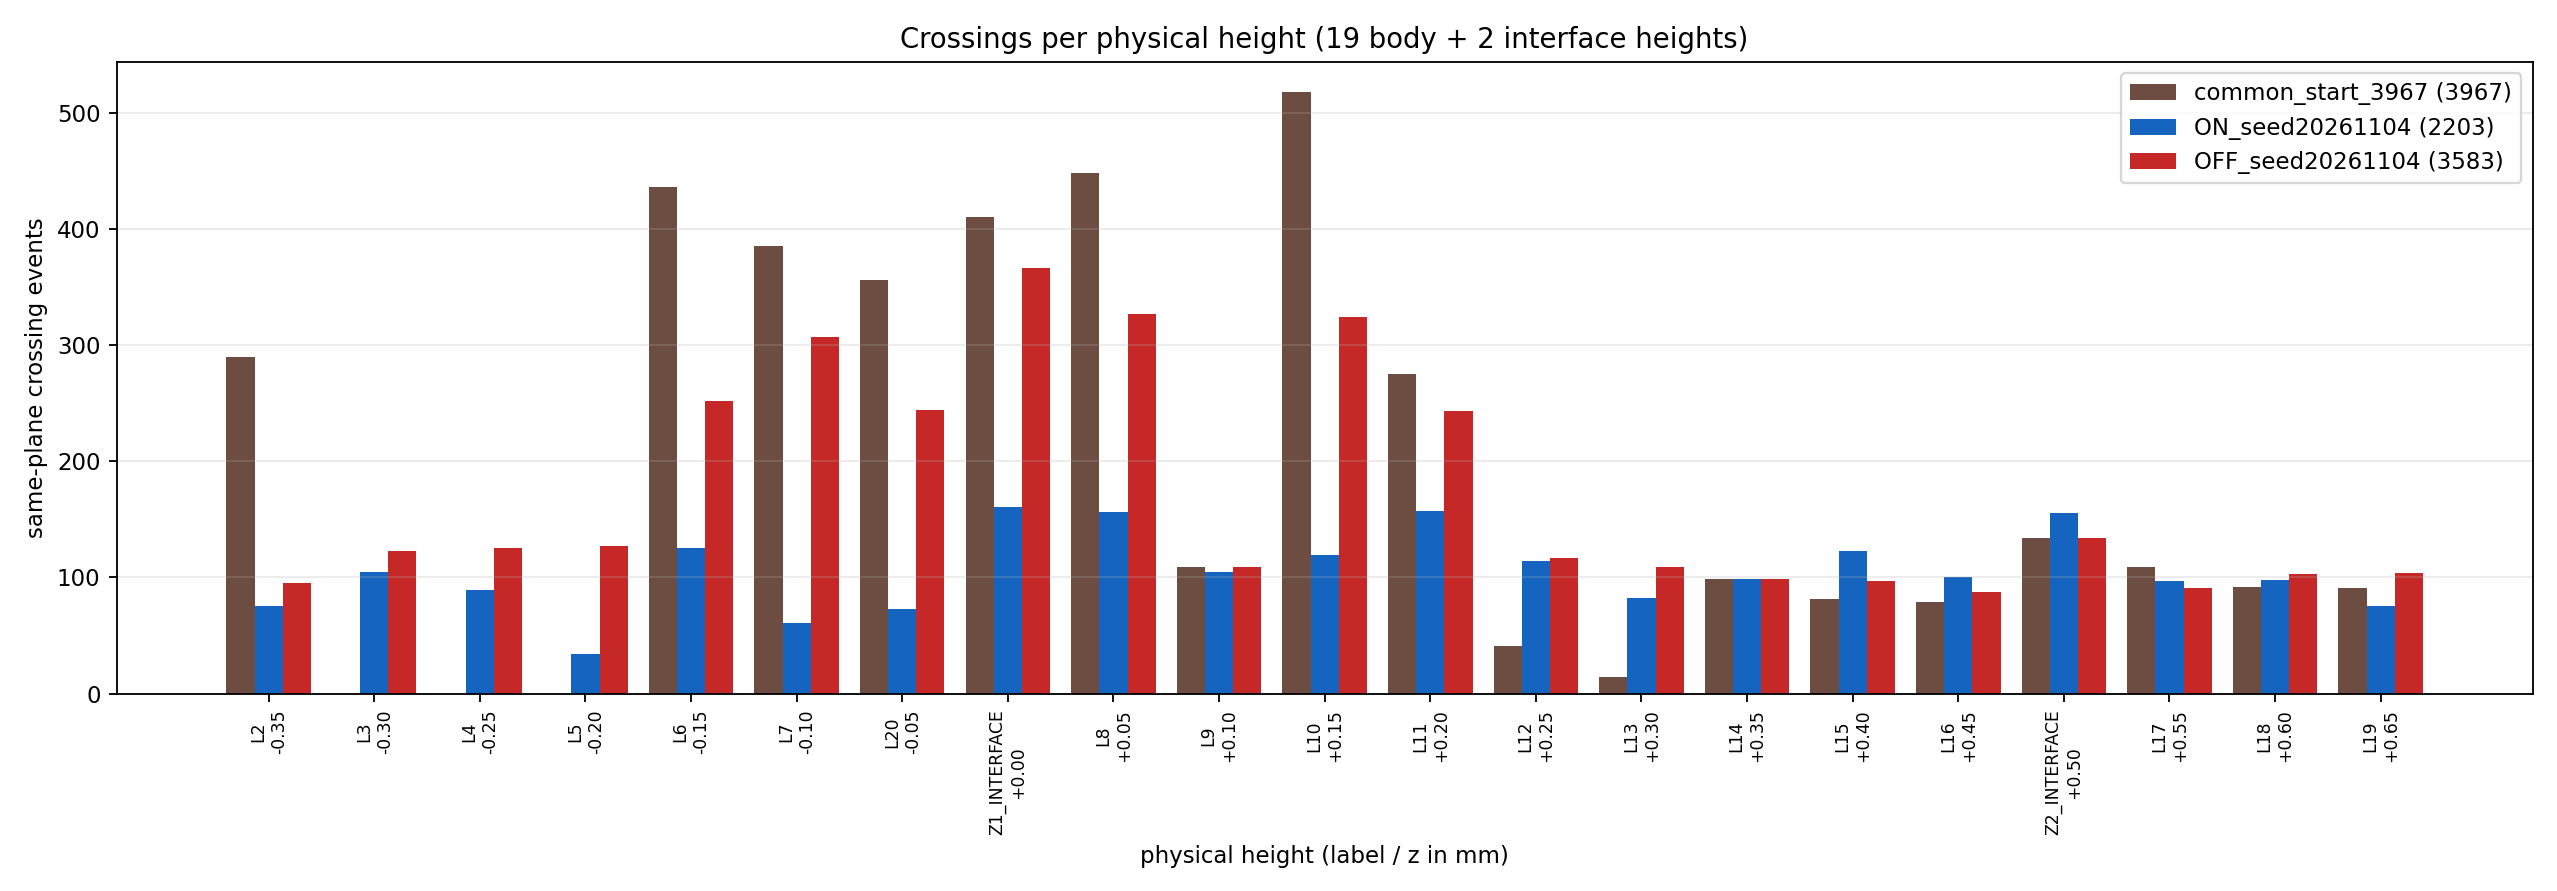 Crossings per physical height (19 body + 2 interface heights)
common_start_3967 (3967)
ON_seed20261104 (2203)
OFF_seed20261104 (3583)
same-plane crossing events
500
400
300
200
100
0
L2
-0.35
L3
-0.30
L4
-0.25
L5
-0.20
L6
-0.15
L7
-0.10
L20
-0.05
Z1_INTERFACE
+0.00
L8
+0.05
L9
+0.10
L10
+0.15
L11
+0.20
L12
+0.25
L13
+0.30
L14
+0.35
L15
+0.40
L16
+0.45
Z2_INTERFACE
+0.50
L17
+0.55
L18
+0.60
L19
+0.65
physical height (label / z in mm)